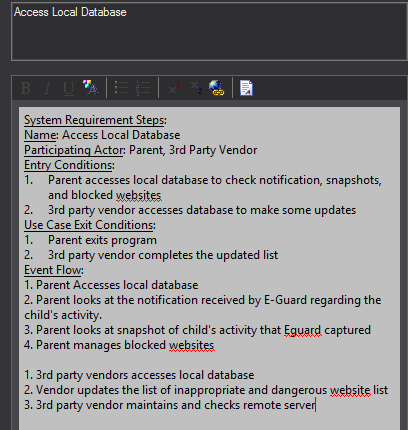 Access Local Database
B I U
System Requirement Steps:
Name: Access Local Database
Participating Actor: Parent, 3rd Party Vendor
Entry Conditions:
1. Parent accesses local database to check notification, snapshots,
and blocked websites
2. 3rd party vendor accesses database to make some updates
Use Case Exit Conditions:
1. Parent exits program
2. 3rd party vendor completes the updated list
Event Flow:
1. Parent Accesses local database
2. Parent looks at the notification received by E-Guard regarding the
child's activity.
3. Parent looks at snapshot of child's activity that Eguard captured
4. Parent manages blocked websites
1. 3rd party vendors accesses local database
2. Vendor updates the list of inappropriate and dangerous website list
3. 3rd party vendor maintains and checks remote server